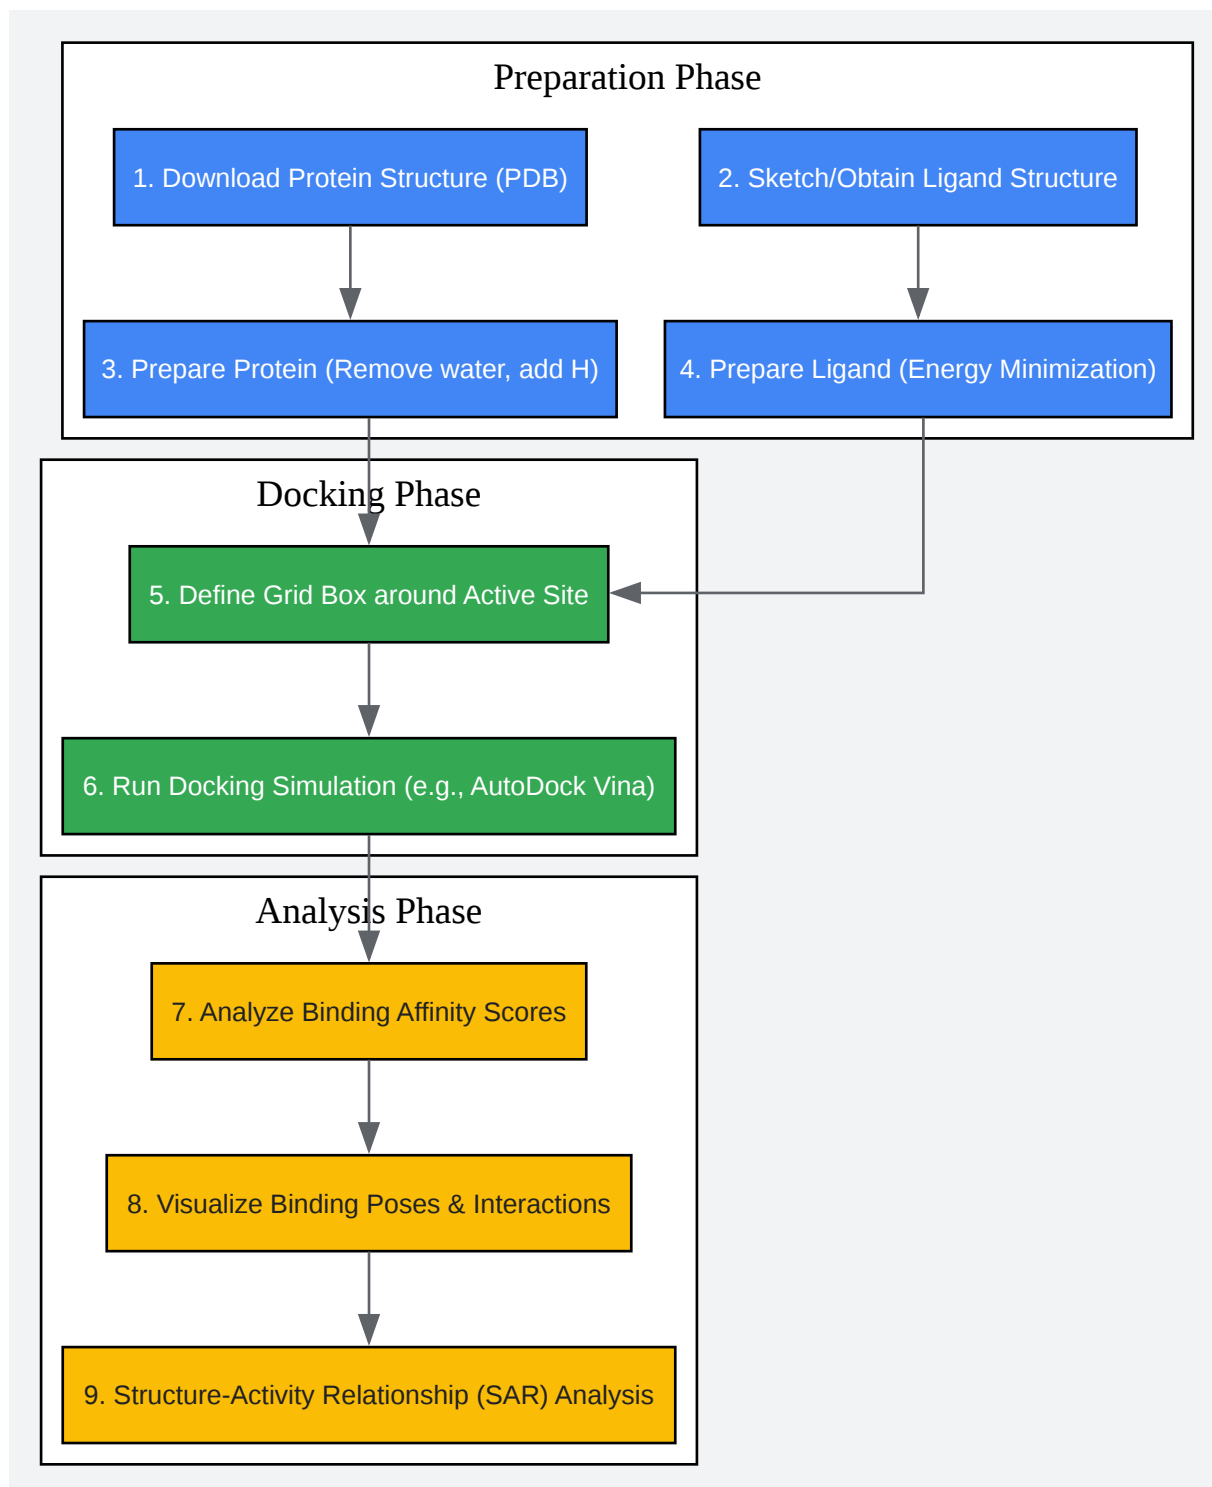 Preparation Phase
1. Download Protein Structure (PDB)
2. Sketch/Obtain Ligand Structure
3. Prepare Protein (Remove water, add H)
4. Prepare Ligand (Energy Minimization)
Docking Phase
5. Define Grid Box around Active Site
6. Run Docking Simulation (e.g., AutoDock Vina)
Analysis Phase
7. Analyze Binding Affinity Scores
8. Visualize Binding Poses & Interactions
9. Structure-Activity Relationship (SAR) Analysis